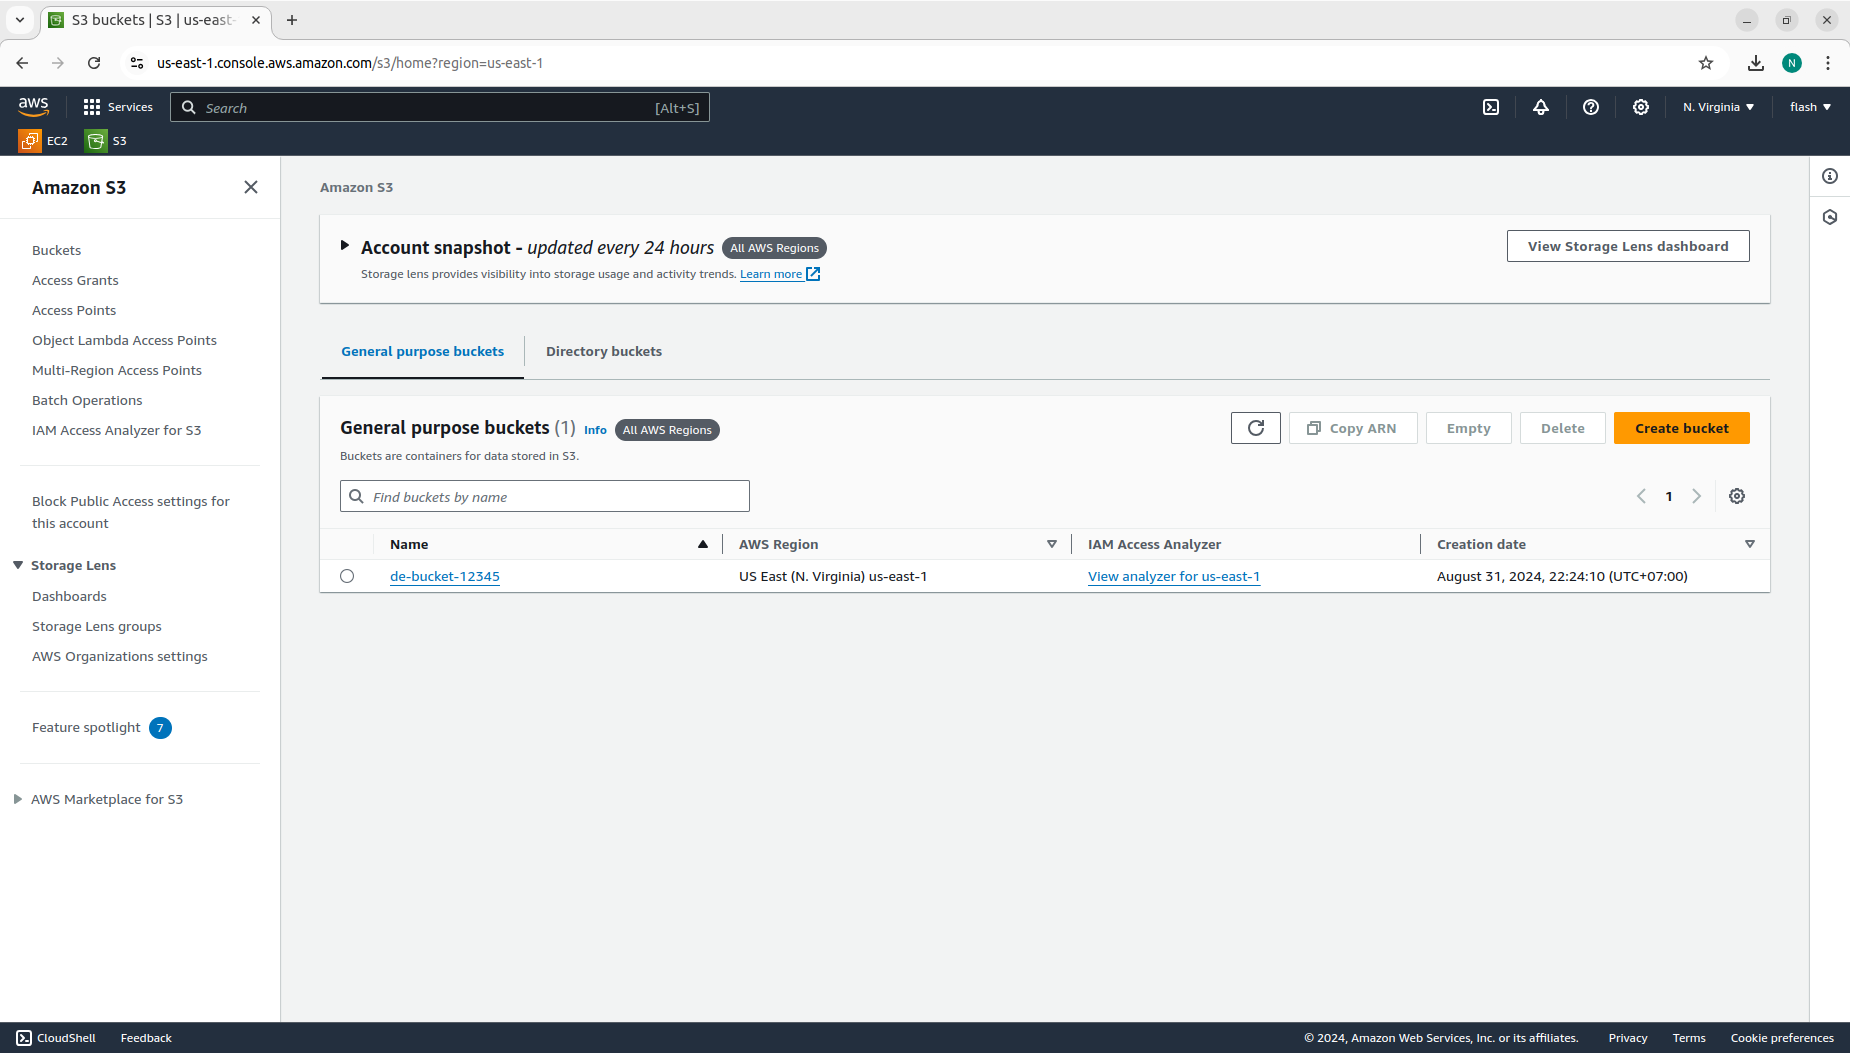 S3 buckets | S3 | us-east-
us-east-1.console.aws.amazon.com/s3/home?region=us-east-1
N
aws
Services
Search
[Alt+S]
N. Virginia
flash
EC2
S3
Amazon S3
Buckets
Access Grants
Access Points
Object Lambda Access Points
Multi-Region Access Points
Batch Operations
IAM Access Analyzer for S3
Block Public Access settings for
this account
Storage Lens
Dashboards
Storage Lens groups
AWS Organizations settings
Feature spotlight 7
AWS Marketplace for S3
Amazon S3
Account snapshot - updated every 24 hours All AWS Regions
View Storage Lens dashboard
Storage lens provides visibility into storage usage and activity trends. Learn more
General purpose buckets
Directory buckets
General purpose buckets (1) Info All AWS Regions
Copy ARN
Empty
Delete
Create bucket
Buckets are containers for data stored in S3.
Find buckets by name
1
Name AWS Region IAM Access Analyzer Creation date
de-bucket-12345 US East (N. Virginia) us-east-1 View analyzer for us-east-1 August 31, 2024, 22:24:10 (UTC+07:00)
CloudShell Feedback © 2024, Amazon Web Services, Inc. or its affiliates. Privacy Terms Cookie preferences